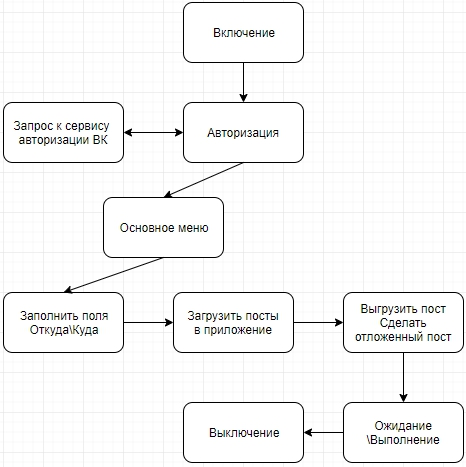 Включение
Запрос к сервису
авторизации ВК
Авторизация
Основное меню
Заполнить поля
Откуда\Куда
Загрузить посты
в приложение
Выгрузить пост
Сделать
отложенный пост
Выключение
Ожидание
\Выполнение